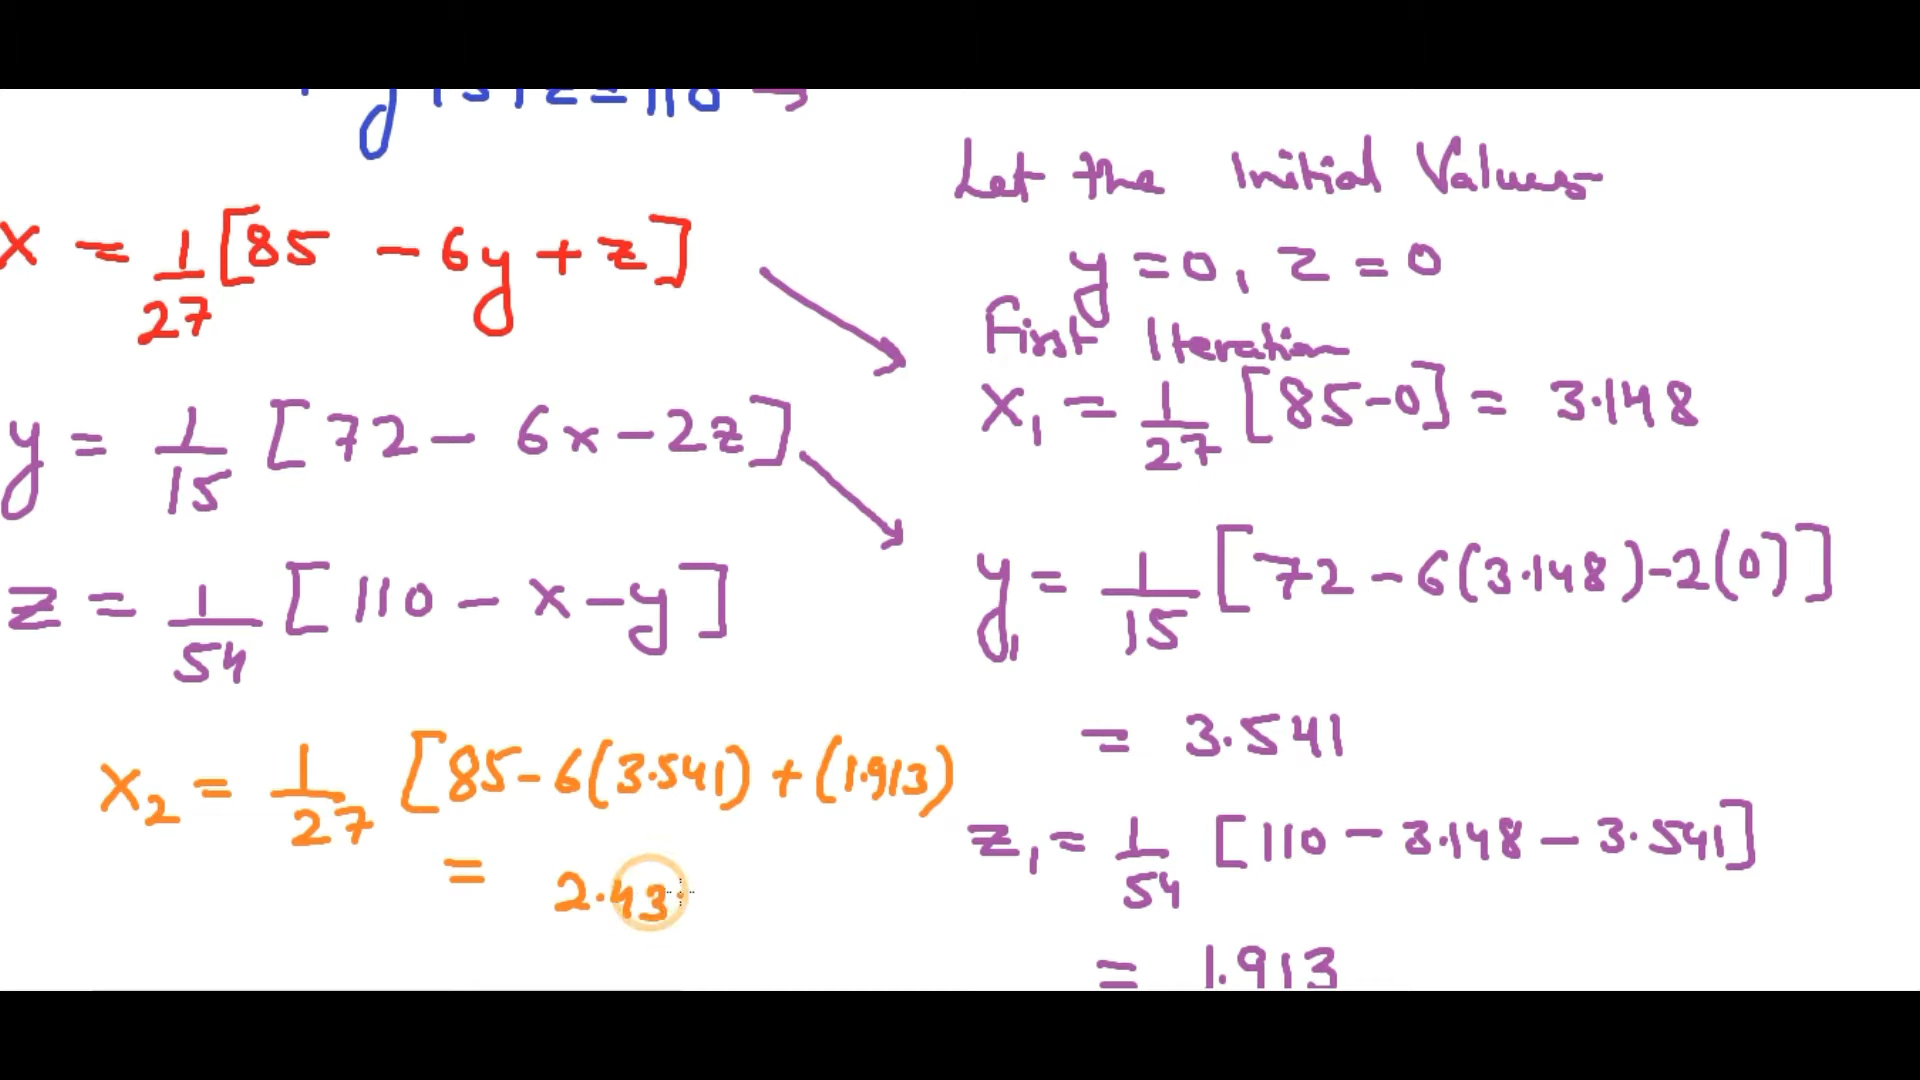 y+54z=110 →
x = 1/27 [85 - 6y + z]
y = 1/15 [72 - 6x - 2z]
z = 1/54 [110 - x - y]
x₂ = 1/27 [85 - 6(3.541) + (1.913)
= 2.43
Let the Initial Values
y = 0, z = 0
First Iteration
x₁ = 1/27 [85-0] = 3.148
y₁ = 1/15 [72 - 6(3.148) - 2(0)]
= 3.541
z₁ = 1/54 [110 - 3.148 - 3.541]
= 1.913